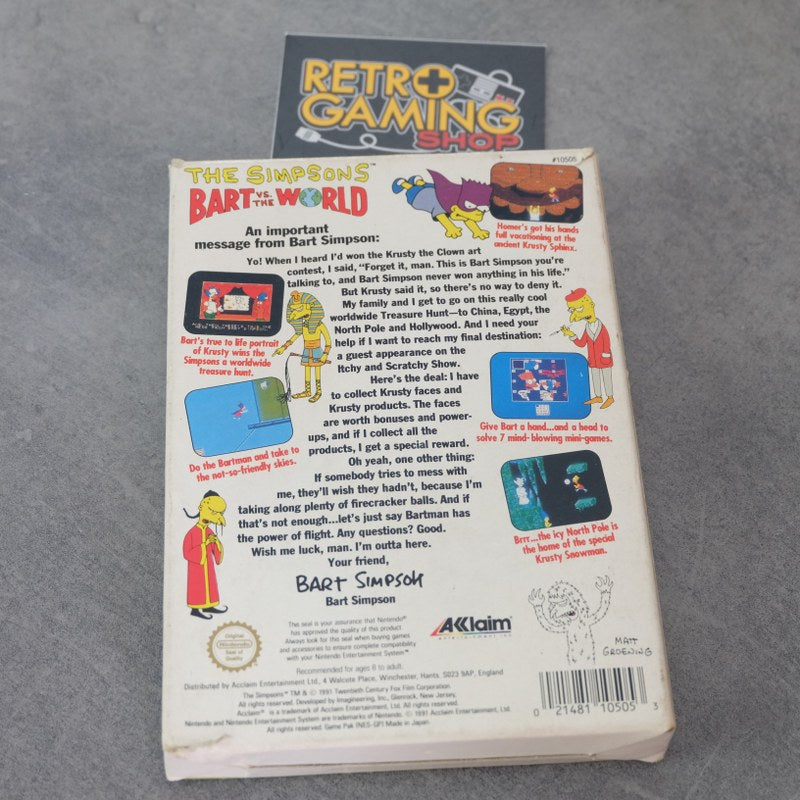 RETRO
GAMING
SHOP
#10505
THE SIMPSONS™
BART VS. THE WORLD
An important
message from Bart Simpson:
Yo! When I heard I'd won the Krusty the Clown art
contest, I said, "Forget it, man. This is Bart Simpson you're
talking to, and Bart Simpson never won anything in his life."
But Krusty said it, so there's no way to deny it.
My family and I get to go on this really cool
worldwide Treasure Hunt—to China, Egypt, the
North Pole and Hollywood. And I need your
help if I want to reach my final destination:
a guest appearance on the
Itchy and Scratchy Show.
Here's the deal: I have
to collect Krusty faces and
Krusty products. The faces
are worth bonuses and power-
ups, and if I collect all the
products, I get a special reward.
Oh yeah, one other thing:
If somebody tries to mess with
me, they'll wish they hadn't, because I'm
taking along plenty of firecracker balls. And if
that's not enough...let's just say Bartman has
the power of flight. Any questions? Good.
Wish me luck, man. I'm outta here.
Your friend,
BART SIMPSON
Bart Simpson
Homer's got his hands
full vacationing at the
ancient Krusty Sphinx.
Bart's true to life portrait
of Krusty wins the
Simpsons a worldwide
treasure hunt.
Give Bart a hand...and a head to
solve 7 mind-blowing mini-games.
Do the Bartman and take to
the not-so-friendly skies.
Brrr...the icy North Pole is
the home of the special
Krusty Snowman.
MATT
GROENING
Original
Nintendo
Seal of
Quality
This seal is your assurance that Nintendo®
has approved the quality of this product.
Always look for this seal when buying games
and accessories to ensure complete compatibility
with your Nintendo Entertainment System™
AKklaim®
entertainment inc.
Recommended for ages 6 to adult.
Distributed by Acclaim Entertainment Ltd., 4 Walcote Place, Winchester, Hants. SO23 9AP, England
The Simpsons™ TM & © 1991 Twentieth Century Fox Film Corporation.
All rights reserved. Developed by Imagineering, Inc., Glenrock, New Jersey.
Acclaim® is a trademark of Acclaim Entertainment, Ltd. © 1991 Acclaim Entertainment, Ltd.
Nintendo and Nintendo Entertainment System are trademarks of Nintendo.
All rights reserved. Game Pak (NES-GP) Made in Japan.
0 21481 10505 3